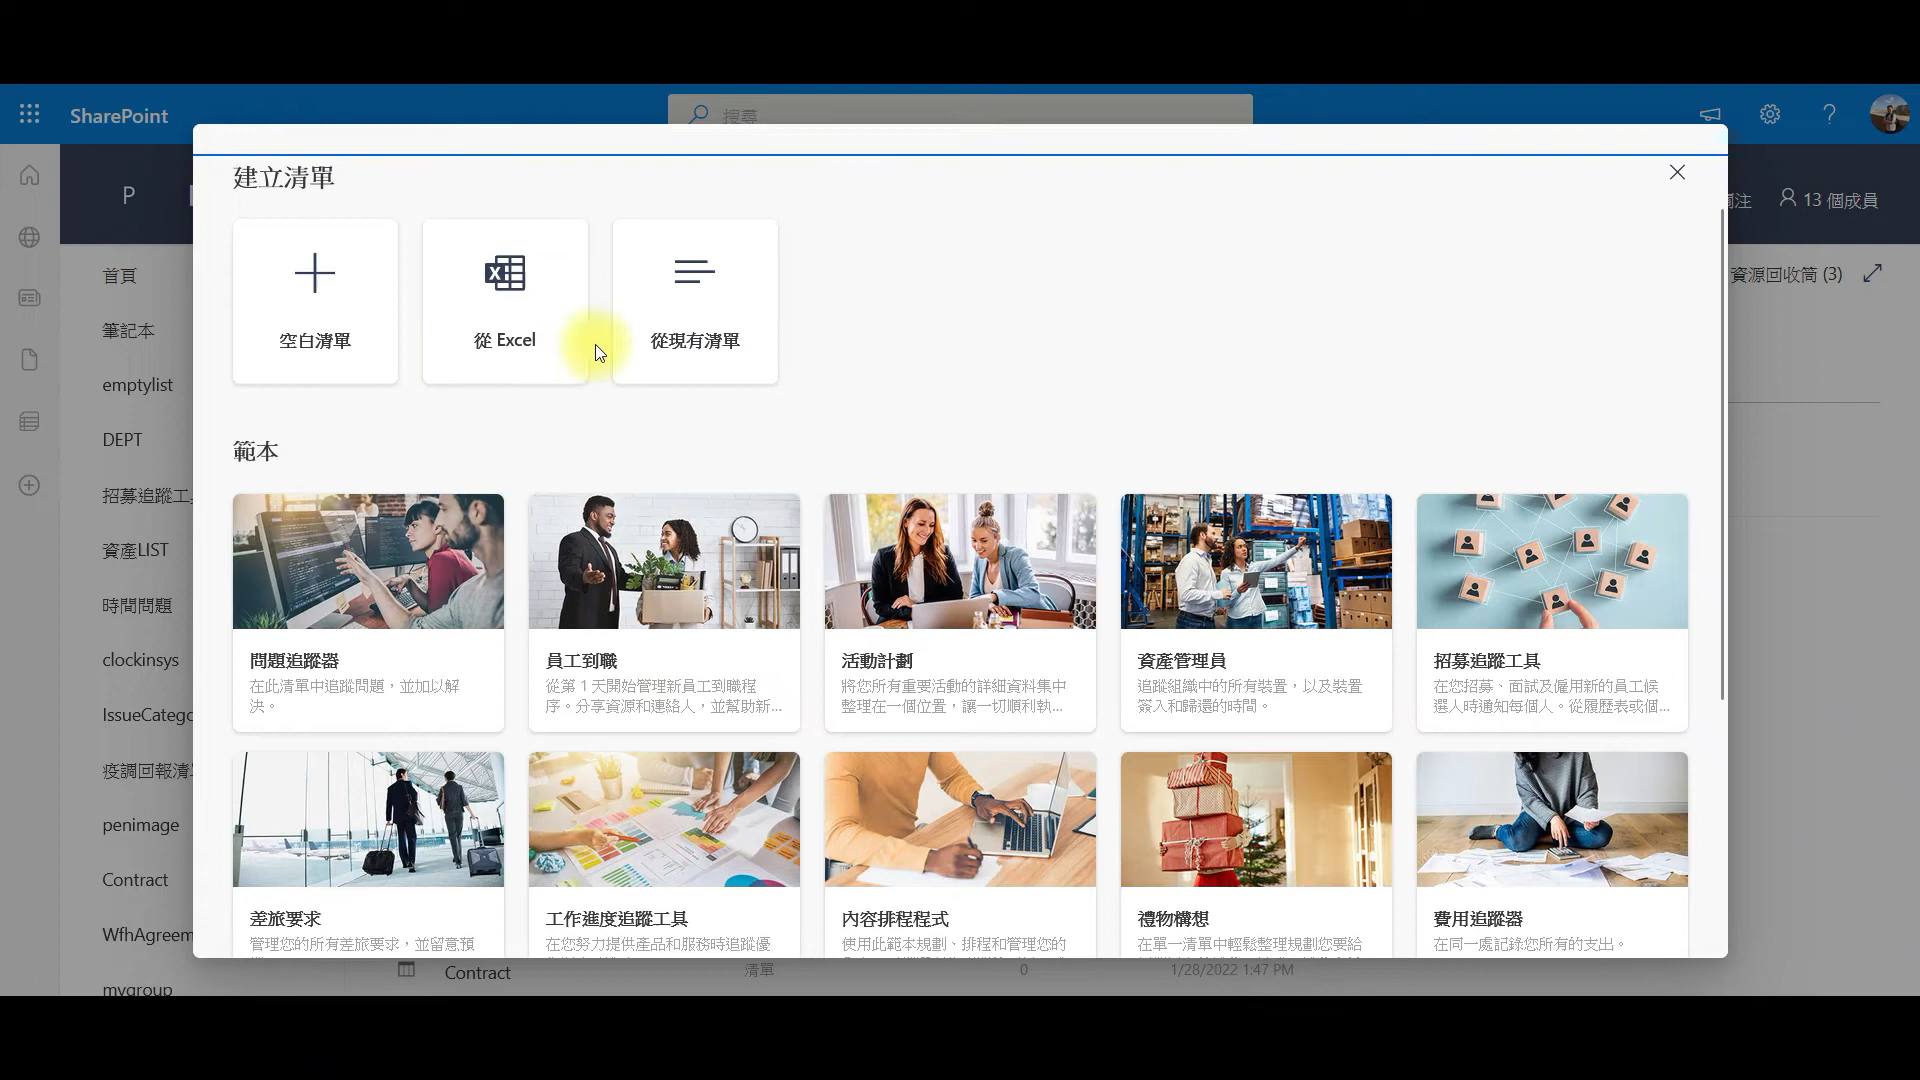 SharePoint
搜尋
P
關注
13 個成員
建立清單
空白清單
從 Excel
從現有清單
資源回收筒 (3)
首頁
筆記本
emptylist
DEPT
招募追蹤工
資產LIST
時間問題
clockinsys
IssueCatego
疫調回報清
penimage
Contract
WfhAgreem
mygroup
範本
問題追蹤器
在此清單中追蹤問題，並加以解
決。
員工到職
從第 1 天開始管理新員工到職程
序。分享資源和連絡人，並幫助新...
活動計劃
將您所有重要活動的詳細資料集中
整理在一個位置，讓一切順利執...
資產管理員
追蹤組織中的所有裝置，以及裝置
簽入和歸還的時間。
招募追蹤工具
在您招募、面試及僱用新的員工候
選人時通知每個人。從履歷表或個...
差旅要求
管理您的所有差旅要求，並留意預
工作進度追蹤工具
在您努力提供產品和服務時追蹤優
內容排程程式
使用此範本規劃、排程和管理您的
禮物構想
在單一清單中輕鬆整理規劃您要給
費用追蹤器
在同一處記錄您所有的支出。
Contract
清單
0
1/28/2022 1:47 PM